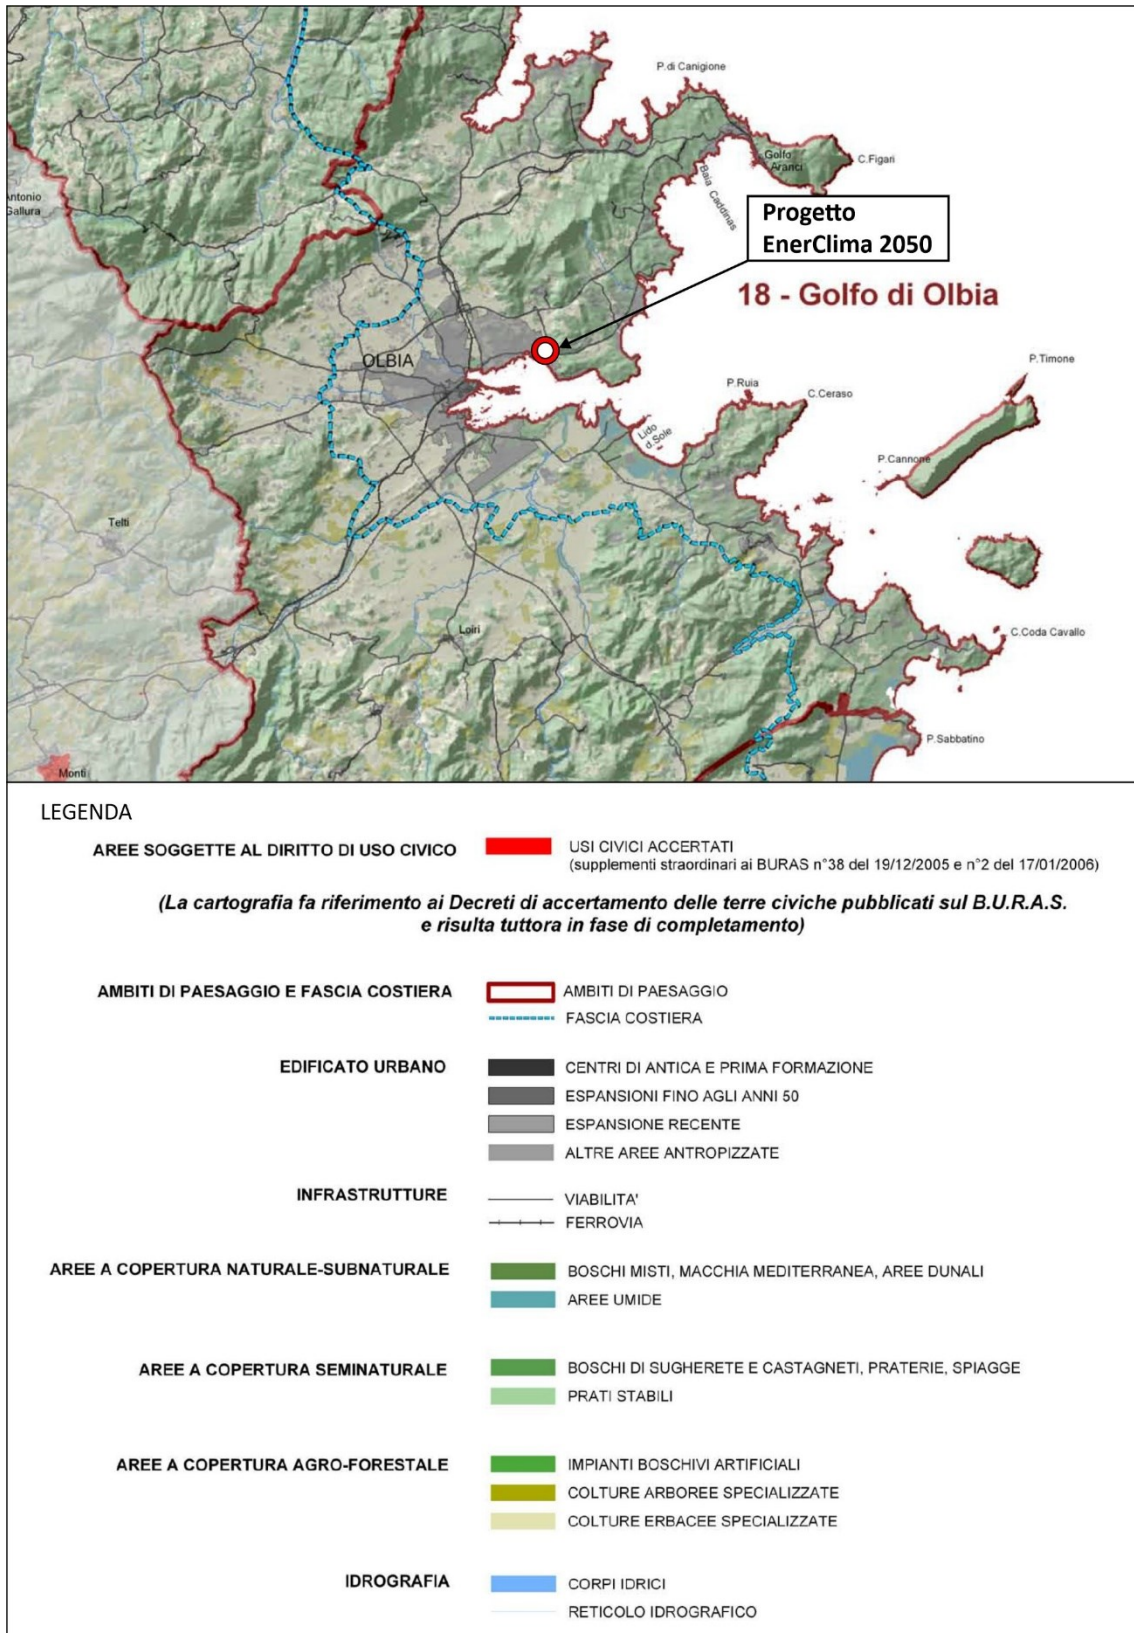 P.di Canigione
Golfo
Aranci
C.Figari
Baia Caddinas
Antonio
Gallura
Progetto
EnerClima 2050
18 - Golfo di Olbia
OLBIA
P.Timone
P.Ruia
C.Ceraso
Lido
d.Sole
P.Cannone
Telti
Loiri
C.Coda Cavallo
P.Sabbatino
Monti
LEGENDA
AREE SOGGETTE AL DIRITTO DI USO CIVICO
USI CIVICI ACCERTATI
(supplementi straordinari ai BURAS n°38 del 19/12/2005 e n°2 del 17/01/2006)
(La cartografia fa riferimento ai Decreti di accertamento delle terre civiche pubblicati sul B.U.R.A.S.
e risulta tuttora in fase di completamento)
AMBITI DI PAESAGGIO E FASCIA COSTIERA
AMBITI DI PAESAGGIO
FASCIA COSTIERA
EDIFICATO URBANO
CENTRI DI ANTICA E PRIMA FORMAZIONE
ESPANSIONI FINO AGLI ANNI 50
ESPANSIONE RECENTE
ALTRE AREE ANTROPIZZATE
INFRASTRUTTURE
VIABILITA'
FERROVIA
AREE A COPERTURA NATURALE-SUBNATURALE
BOSCHI MISTI, MACCHIA MEDITERRANEA, AREE DUNALI
AREE UMIDE
AREE A COPERTURA SEMINATURALE
BOSCHI DI SUGHERETE E CASTAGNETI, PRATERIE, SPIAGGE
PRATI STABILI
AREE A COPERTURA AGRO-FORESTALE
IMPIANTI BOSCHIVI ARTIFICIALI
COLTURE ARBOREE SPECIALIZZATE
COLTURE ERBACEE SPECIALIZZATE
IDROGRAFIA
CORPI IDRICI
RETICOLO IDROGRAFICO